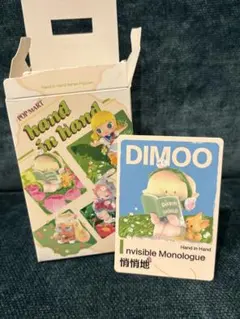 POP MART
hand
in hand
DIMOO
Hand in Hand
Invisible Monologue
悄悄地